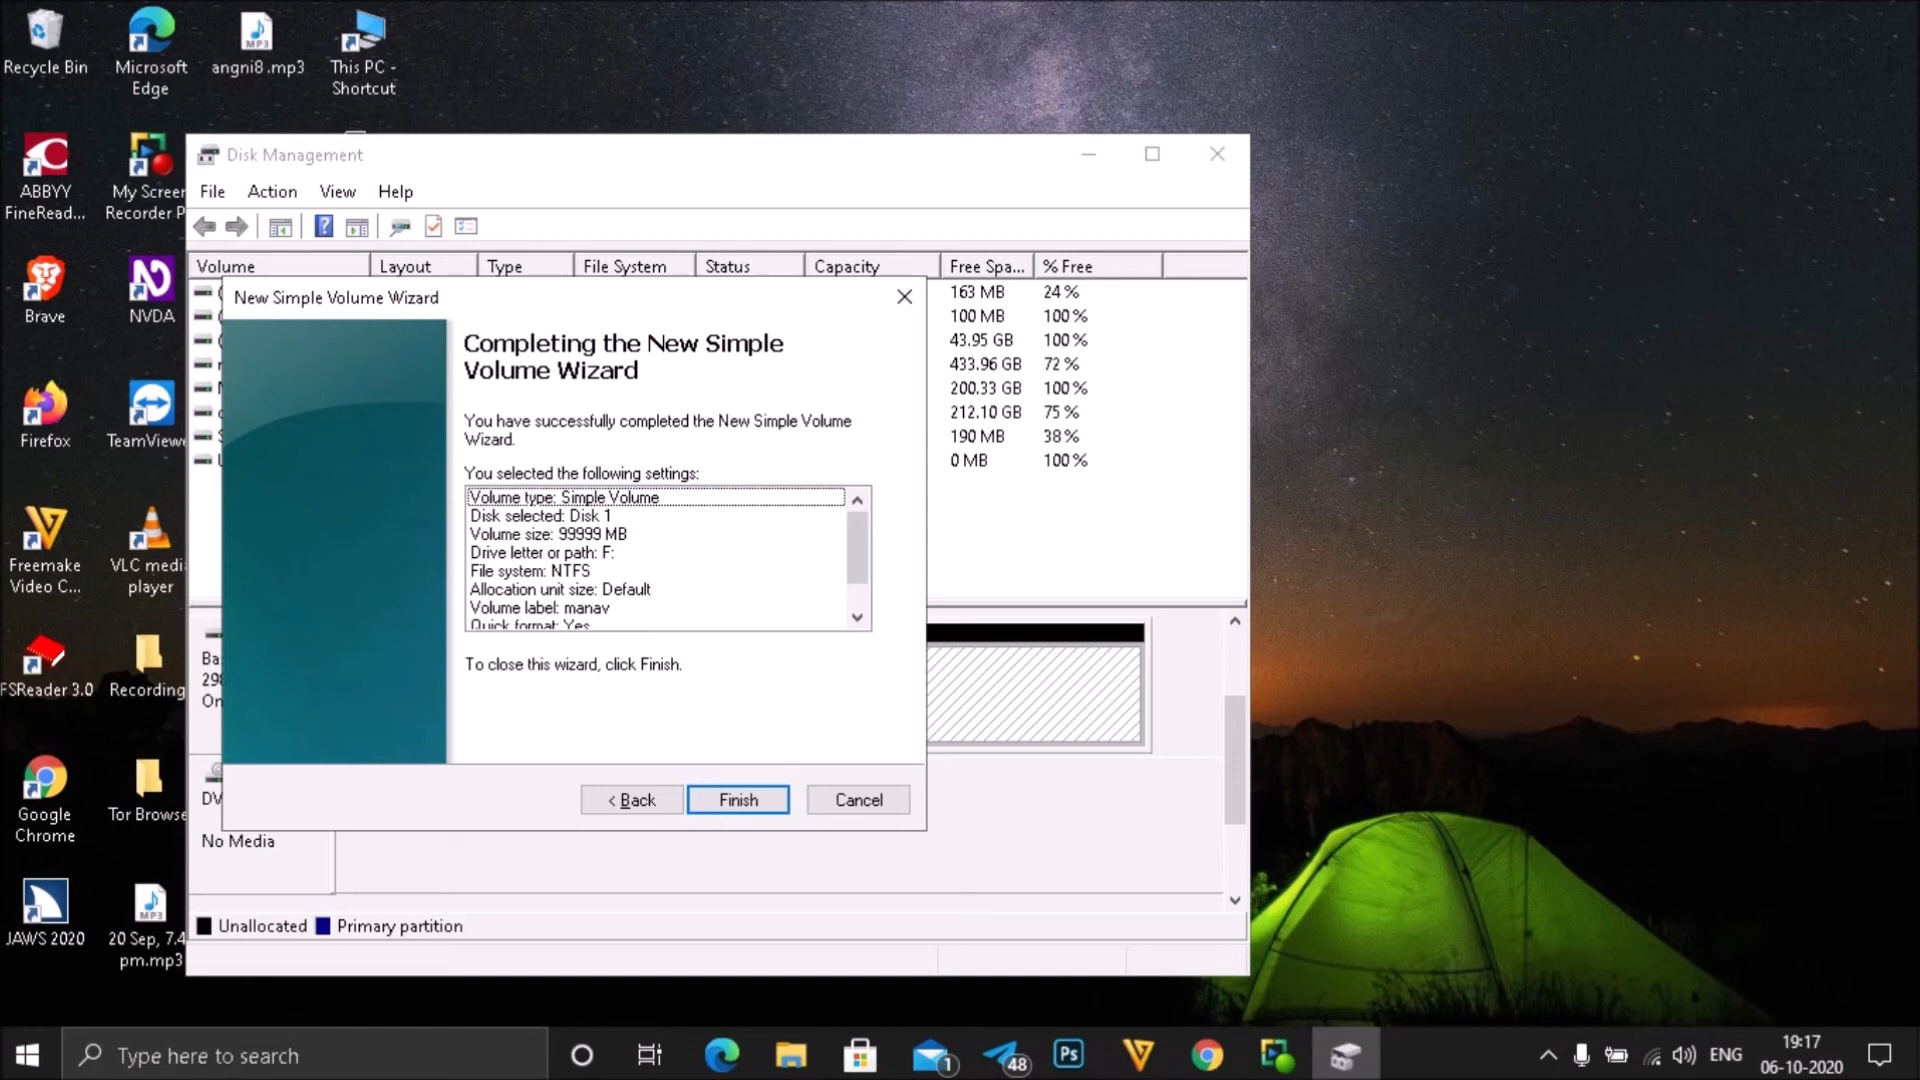 Recycle Bin
Microsoft
Edge
angni8 .mp3
This PC -
Shortcut
ABBYY
FineRead...
My Screen
Recorder P
Brave
NVDA
Firefox
TeamViewe
Freemake
Video C...
VLC media
player
FSReader 3.0
Recording
Google
Chrome
Tor Browse
JAWS 2020
20 Sep, 7.4
pm.mp3
Disk Management
File Action View Help
Volume Layout Type File System Status Capacity Free Spa... % Free
163 MB 24 %
100 MB 100 %
43.95 GB 100 %
433.96 GB 72 %
200.33 GB 100 %
212.10 GB 75 %
190 MB 38 %
0 MB 100 %
New Simple Volume Wizard
Completing the New Simple
Volume Wizard
You have successfully completed the New Simple Volume
Wizard.
You selected the following settings:
Volume type: Simple Volume
Disk selected: Disk 1
Volume size: 99999 MB
Drive letter or path: F:
File system: NTFS
Allocation unit size: Default
Volume label: manav
Quick format: Yes
To close this wizard, click Finish.
< Back Finish Cancel
Ba
298
On
DV
No Media
Unallocated Primary partition
Type here to search
1
48
Ps
ENG
19:17
06-10-2020